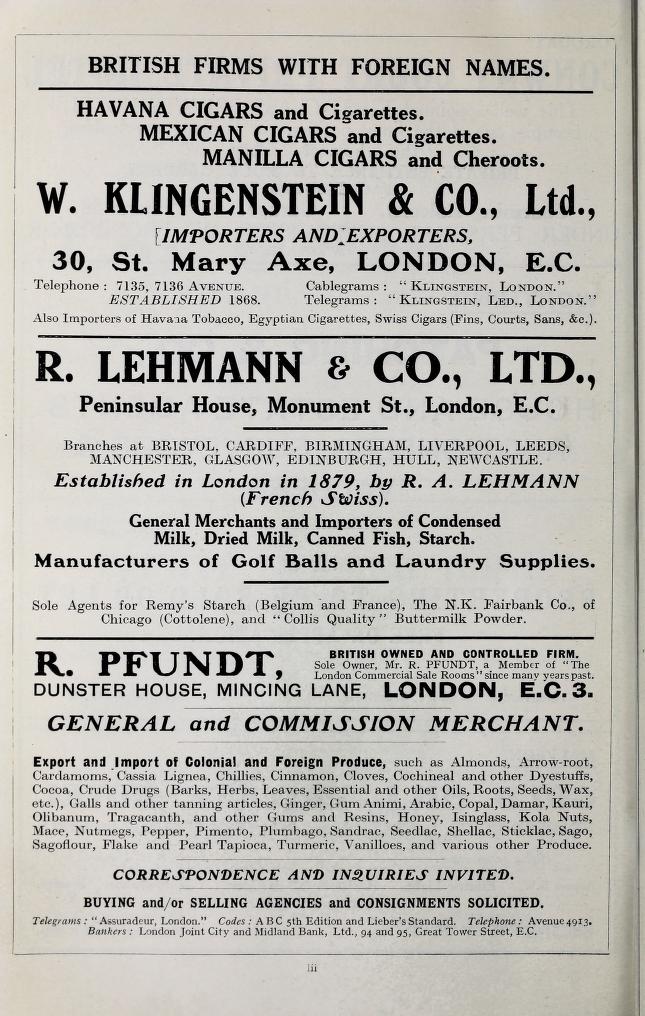 BRITISH FIRMS WITH FOREIGN NAMES.
HAVANA CIGARS and Cigarettes.
MEXICAN CIGARS and Cigarettes.
MANILLA CIGARS and Cheroots.
W. KLINGENSTEIN & CO., Ltd.,
[IMPORTERS AND EXPORTERS,
30, St. Mary Axe, LONDON, E.C.
Telephone : 7135, 7136 AVENUE. Cablegrams : "KLINGSTEIN, LONDON."
ESTABLISHED 1868. Telegrams : "KLINGSTEIN, LED., LONDON."
Also Importers of Havana Tobacco, Egyptian Cigarettes, Swiss Cigars (Fins, Courts, Sans, &c.).
R. LEHMANN & CO., LTD.,
Peninsular House, Monument St., London, E.C.
Branches at BRISTOL, CARDIFF, BIRMINGHAM, LIVERPOOL, LEEDS,
MANCHESTER, GLASGOW, EDINBURGH, HULL, NEWCASTLE.
Established in London in 1879, by R. A. LEHMANN
(French Swiss).
General Merchants and Importers of Condensed
Milk, Dried Milk, Canned Fish, Starch.
Manufacturers of Golf Balls and Laundry Supplies.
Sole Agents for Remy's Starch (Belgium and France), The N.K. Fairbank Co., of
Chicago (Cottolene), and "Collis Quality" Buttermilk Powder.
R. PFUNDT,
BRITISH OWNED AND CONTROLLED FIRM.
Sole Owner, Mr. R. PFUNDT, a Member of "The
London Commercial Sale Rooms" since many years past.
DUNSTER HOUSE, MINCING LANE, LONDON, E.C. 3.
GENERAL and COMMISSION MERCHANT.
Export and Import of Colonial and Foreign Produce, such as Almonds, Arrow-root,
Cardamoms, Cassia Lignea, Chillies, Cinnamon, Cloves, Cochineal and other Dyestuffs,
Cocoa, Crude Drugs (Barks, Herbs, Leaves, Essential and other Oils, Roots, Seeds, Wax,
etc.), Galls and other tanning articles, Ginger, Gum Animi, Arabic, Copal, Damar, Kauri,
Olibanum, Tragacanth, and other Gums and Resins, Honey, Isinglass, Kola Nuts,
Mace, Nutmegs, Pepper, Pimento, Plumbago, Sandrac, Seedlac, Shellac, Sticklac, Sago,
Sagoflour, Flake and Pearl Tapioca, Turmeric, Vanilloes, and various other Produce.
CORRESPONDENCE AND INQUIRIES INVITED.
BUYING and/or SELLING AGENCIES and CONSIGNMENTS SOLICITED.
Telegrams : "Assuradeur, London." Codes : A B C 5th Edition and Lieber's Standard. Telephone : Avenue 4913.
Bankers : London Joint City and Midland Bank, Ltd., 94 and 95, Great Tower Street, E.C.
lii